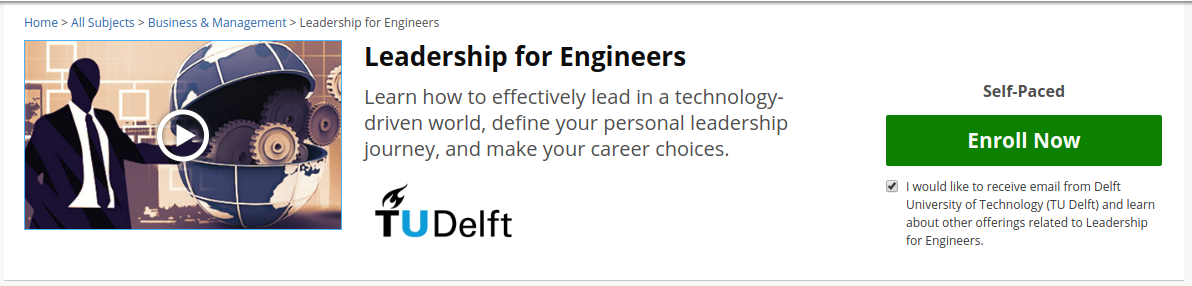 Home > All Subjects > Business & Management > Leadership for Engineers
Leadership for Engineers
Learn how to effectively lead in a technology-
driven world, define your personal leadership
journey, and make your career choices.
TU Delft
Self-Paced
Enroll Now
I would like to receive email from Delft
University of Technology (TU Delft) and learn
about other offerings related to Leadership
for Engineers.